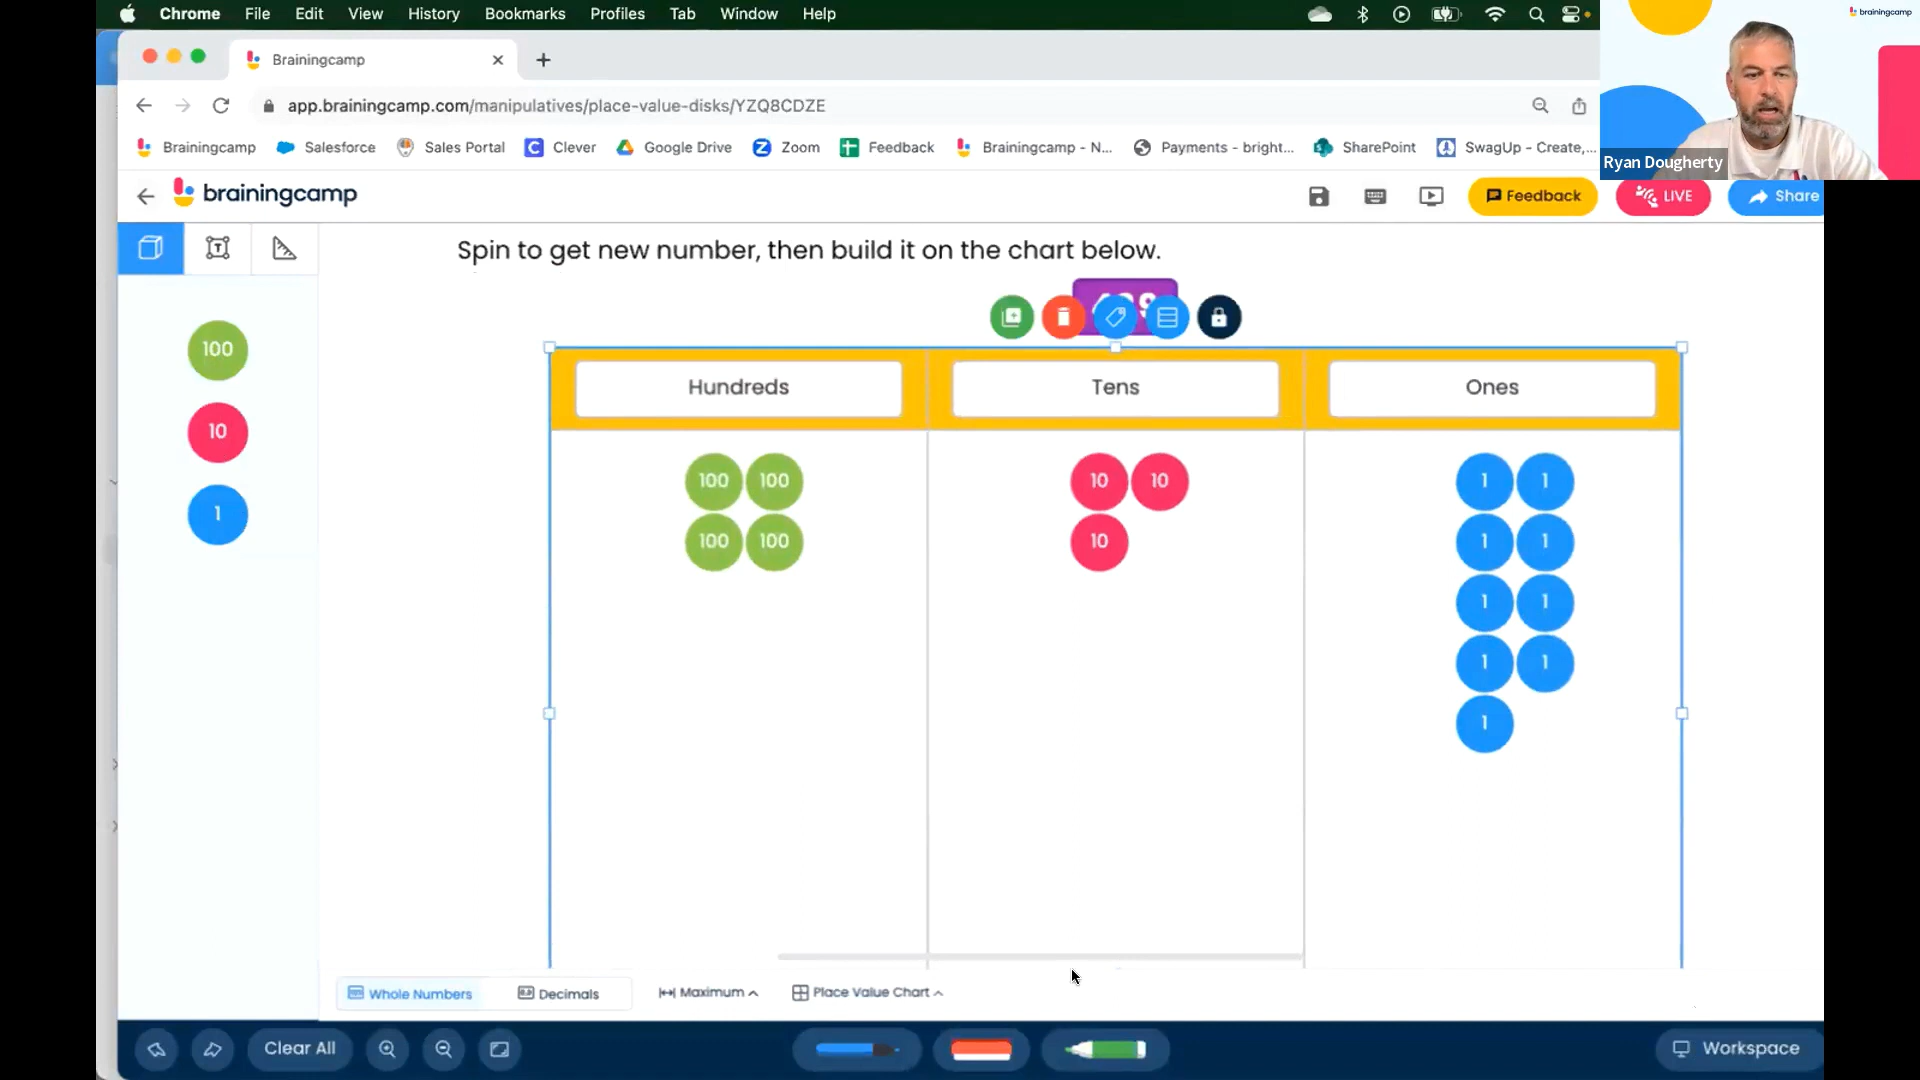 Chrome File Edit View History Bookmarks Profiles Tab Window Help
brainingcamp
Brainingcamp
app.brainingcamp.com/manipulatives/place-value-disks/YZQ8CDZE
Brainingcamp Salesforce Sales Portal Clever Google Drive Zoom Feedback Brainingcamp - N... Payments - bright... SharePoint SwagUp - Create,...
Ryan Dougherty
brainingcamp
Feedback LIVE Share
Spin to get new number, then build it on the chart below.
100
10
1
Hundreds Tens Ones
100 100 10 10 1 1
100 100 10 1 1
1 1
1 1
1
Whole Numbers Decimals Maximum Place Value Chart
Clear All Workspace